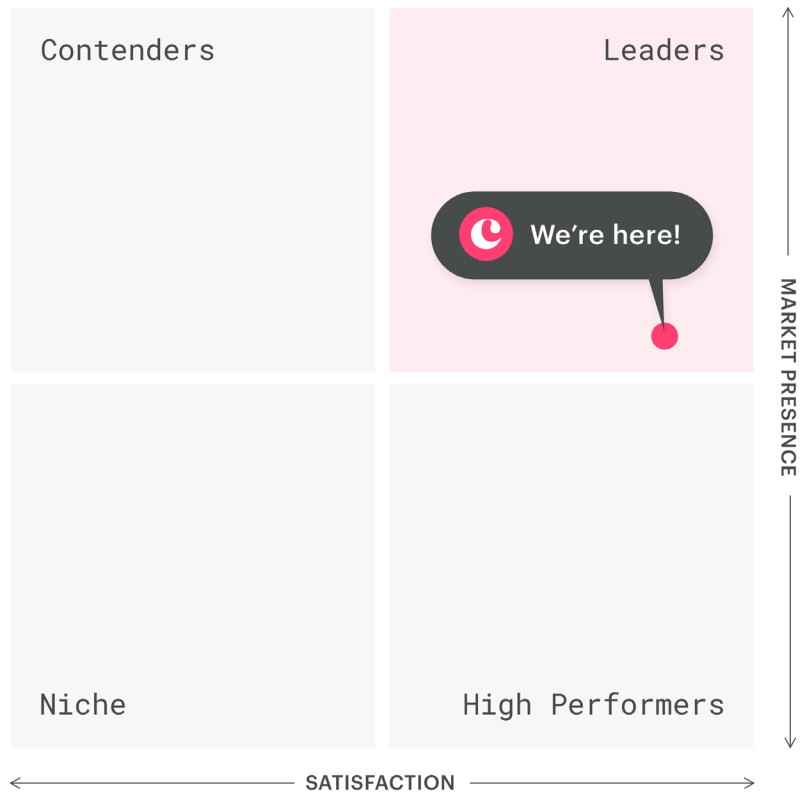 Contenders
Leaders
We’re here!
MARKET PRESENCE
Niche
High Performers
SATISFACTION